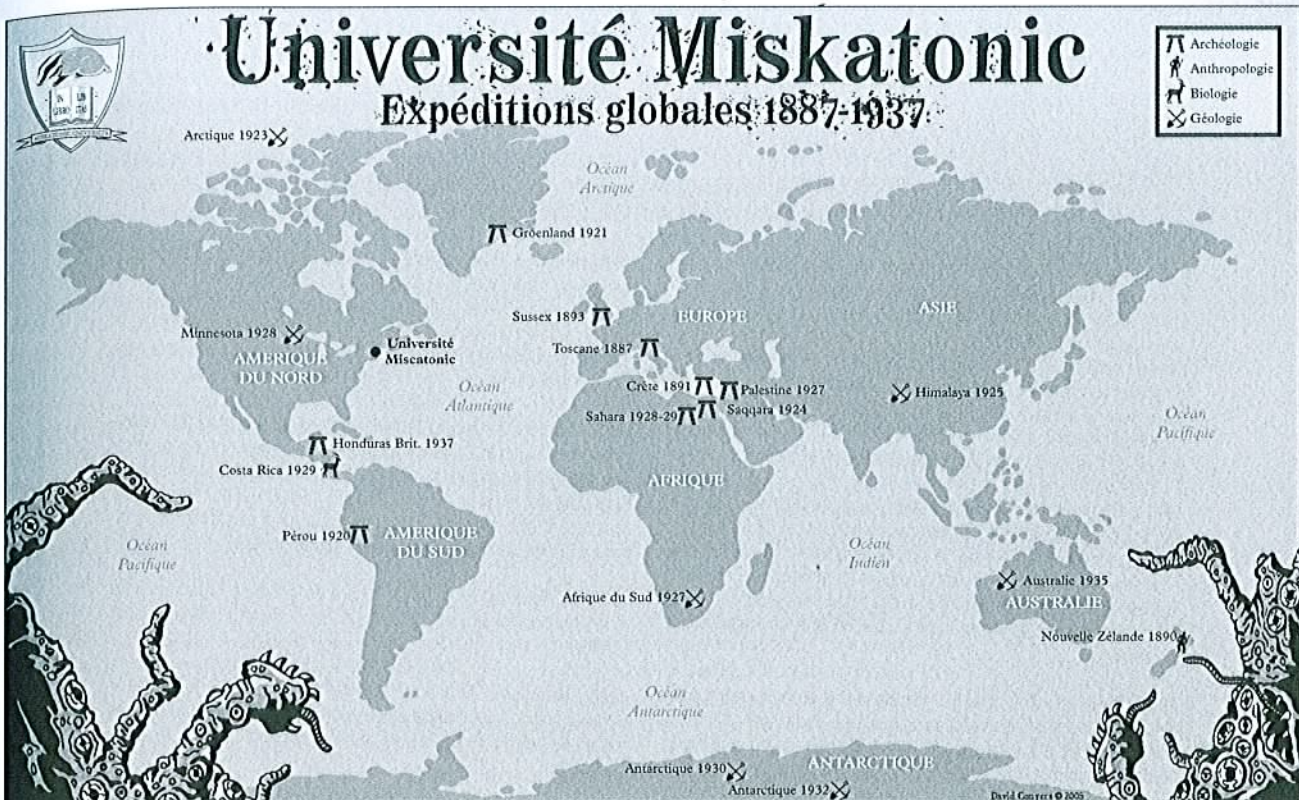 Université Miskatonic
Expéditions globales 1887-1937
Archéologie
Anthropologie
Biologie
Géologie
Arctique 1923
Océan
Arctique
Gröenland 1921
Sussex 1893
EUROPE
ASIE
Minnesota 1928
Université
Miscatonic
Toscane 1887
AMERIQUE
DU NORD
Océan
Atlantique
Crète 1891
Palestine 1927
Himalaya 1925
Sahara 1928-29
Saqqara 1924
Océan
Pacifique
Honduras Brit. 1937
Costa Rica 1929
AFRIQUE
Pérou 1920
AMERIQUE
DU SUD
Océan
Pacifique
Océan
Indien
Australie 1935
AUSTRALIE
Afrique du Sud 1927
Nouvelle Zélande 1890
Océan
Antarctique
Antarctique 1930
ANTARCTIQUE
Antarctique 1932
David Conyers © 2005